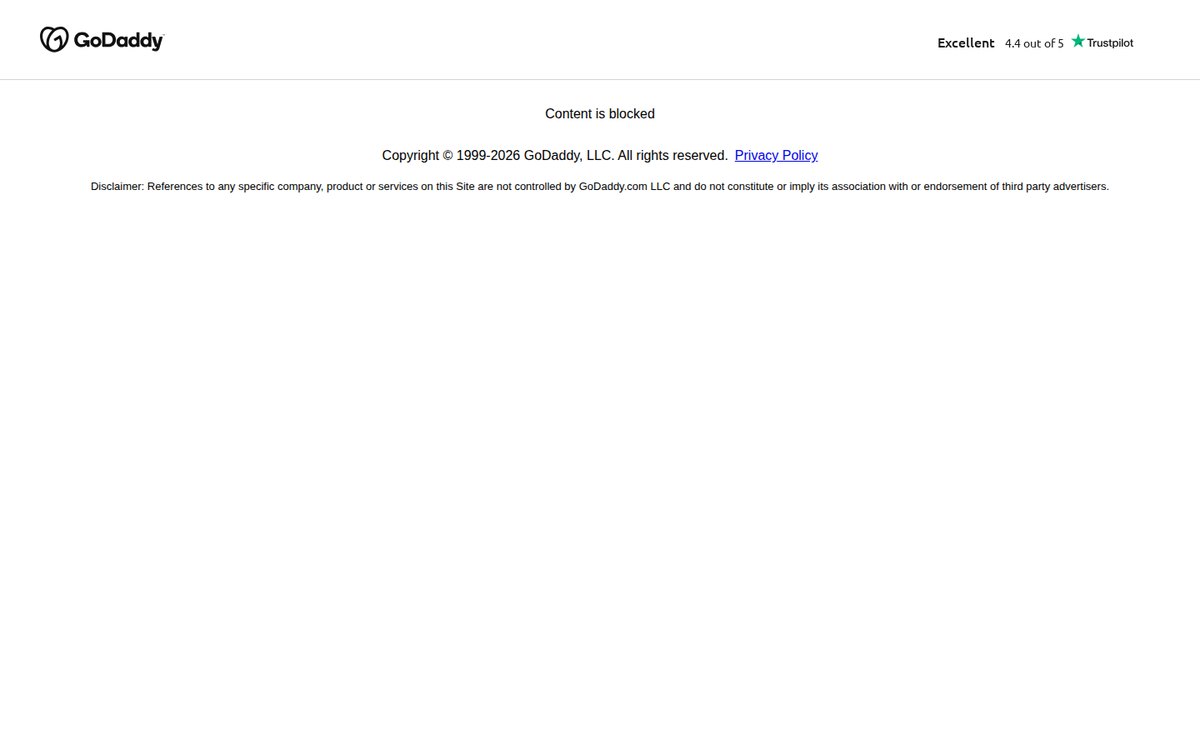 GoDaddy
Excellent 4.4 out of 5 Trustpilot
Content is blocked
Copyright © 1999-2026 GoDaddy, LLC. All rights reserved. Privacy Policy
Disclaimer: References to any specific company, product or services on this Site are not controlled by GoDaddy.com LLC and do not constitute or imply its association with or endorsement of third party advertisers.